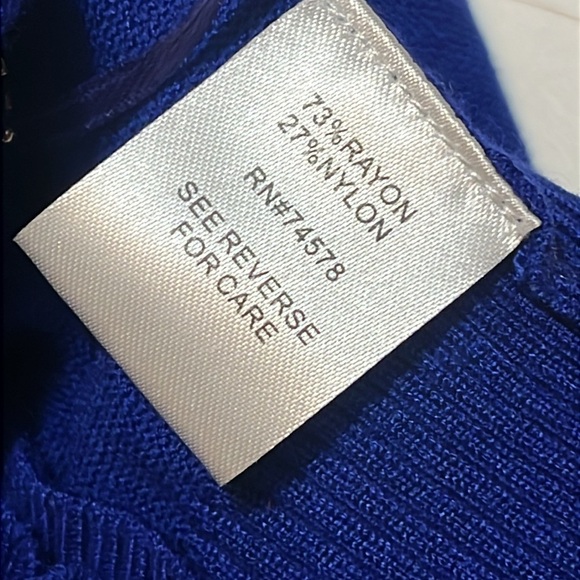 73%RAYON
27%NYLON
RN#74578
SEE REVERSE
FOR CARE